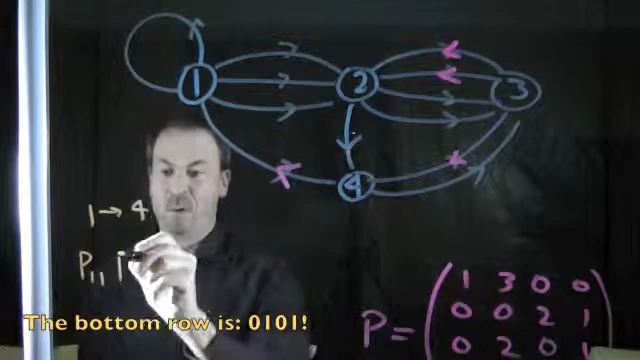 1 2 3
4
1 → 4
P₁₁
1 3 0 0
0 0 2 1
P = 0 2 0 1
The bottom row is: 0101!